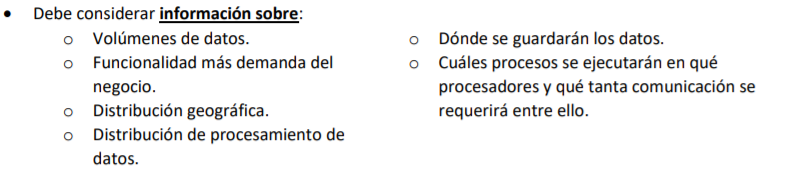 • Debe considerar información sobre:
o Volúmenes de datos.
o Funcionalidad más demanda del
negocio.
o Distribución geográfica.
o Distribución de procesamiento de
datos.
o Dónde se guardarán los datos.
o Cuáles procesos se ejecutarán en qué
procesadores y qué tanta comunicación se
requerirá entre ello.